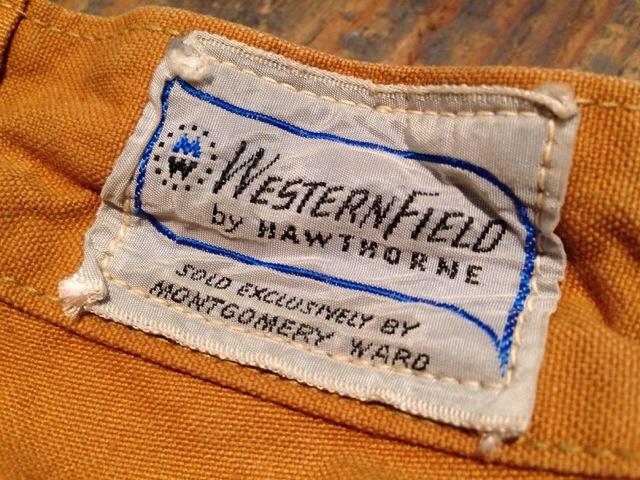 M
W
WESTERNFIELD
by HAWTHORNE
SOLD EXCLUSIVELY BY
MONTGOMERY WARD